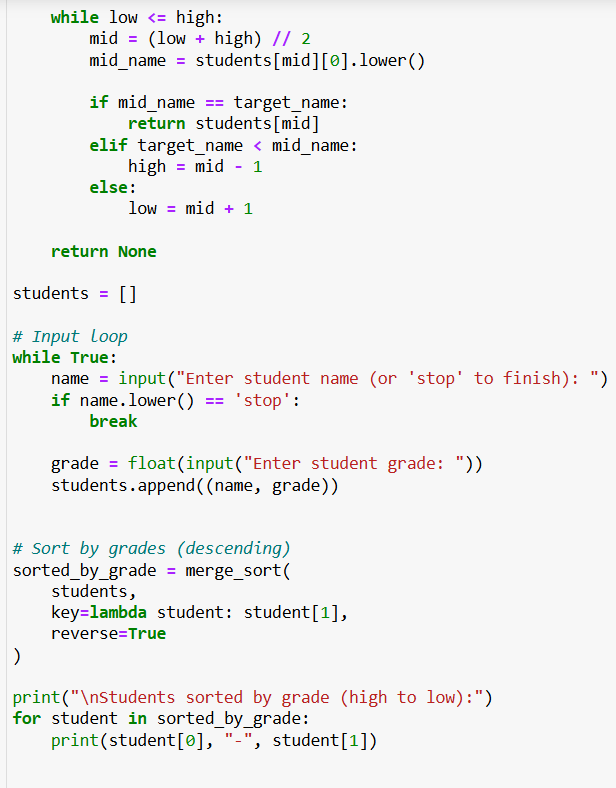 while low <= high:
        mid = (low + high) // 2
        mid_name = students[mid][0].lower()

        if mid_name == target_name:
            return students[mid]
        elif target_name < mid_name:
            high = mid - 1
        else:
            low = mid + 1

    return None

students = []

# Input loop
while True:
    name = input("Enter student name (or 'stop' to finish): ")
    if name.lower() == 'stop':
        break

    grade = float(input("Enter student grade: "))
    students.append((name, grade))


# Sort by grades (descending)
sorted_by_grade = merge_sort(
    students,
    key=lambda student: student[1],
    reverse=True
)

print("\nStudents sorted by grade (high to low):")
for student in sorted_by_grade:
    print(student[0], "-", student[1])